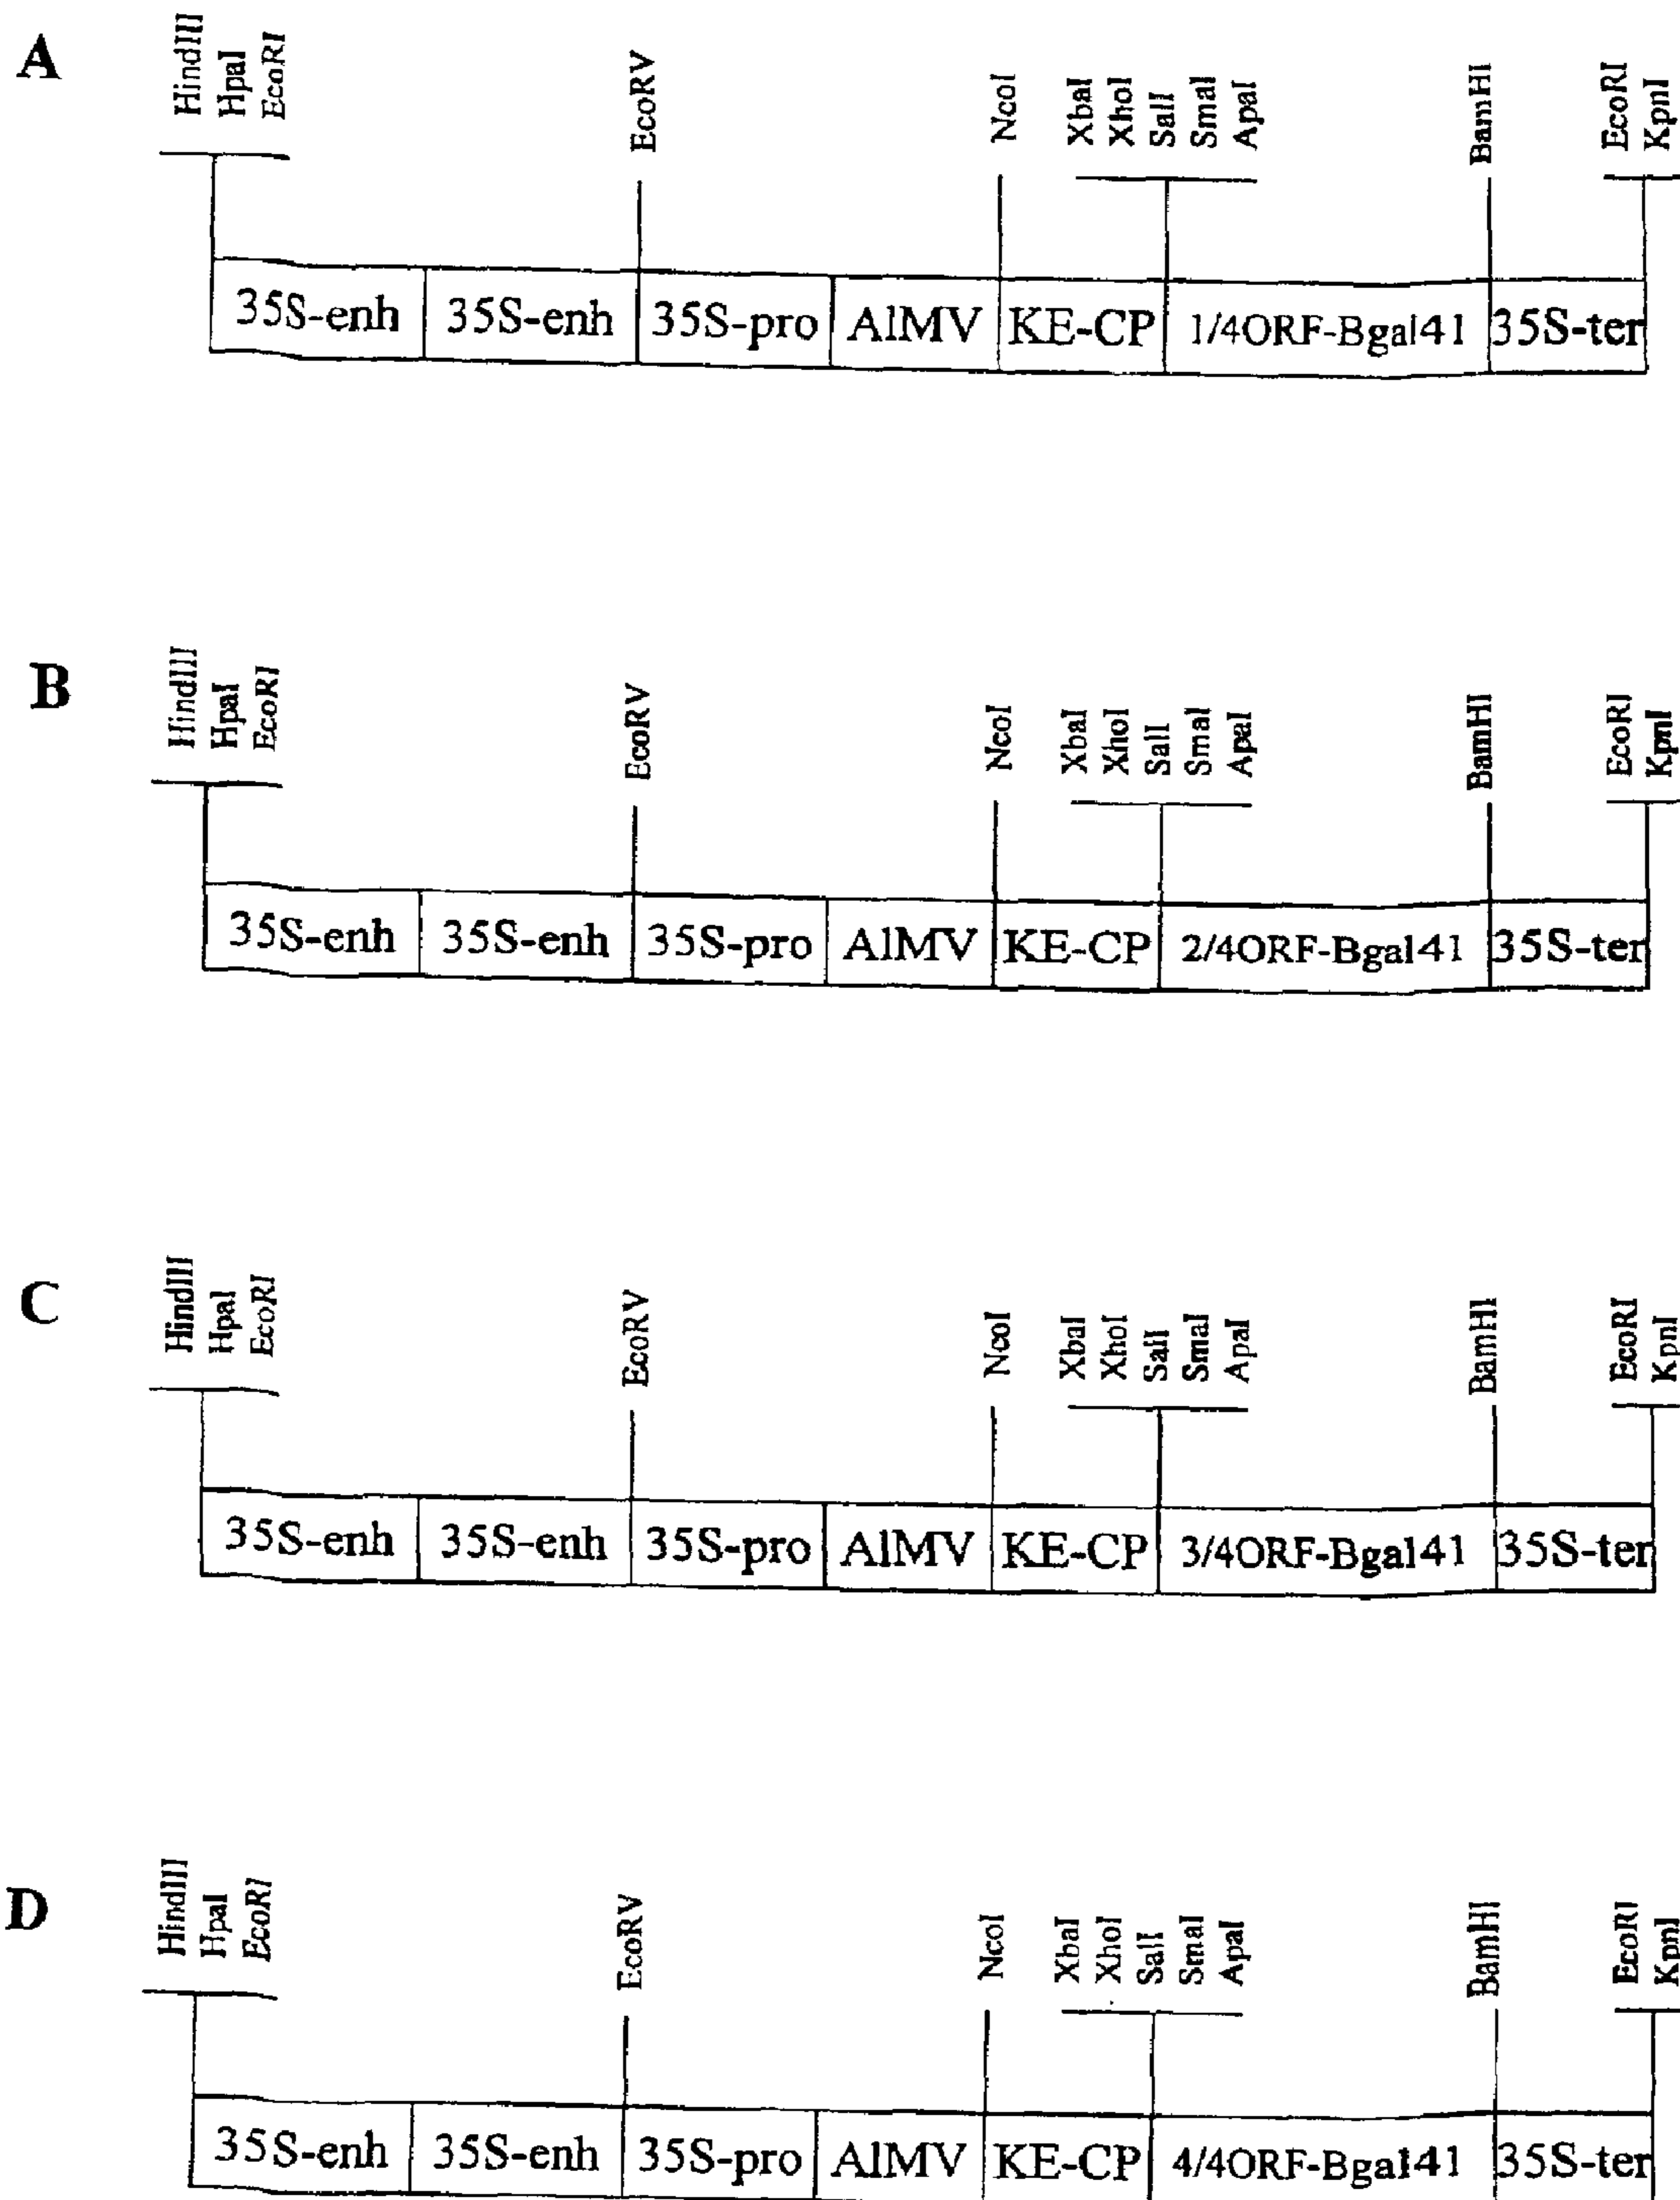 A
HindIII
HpaI
EcoRI
EcoRV
NcoI
XbaI
XhoI
SalI
SmaI
ApaI
BamHI
EcoRI
KpnI
35S-enh 35S-enh 35S-pro AlMV KE-CP 1/4ORF-Bgal41 35S-ter
B
HindIII
HpaI
EcoRI
EcoRV
NcoI
XbaI
XhoI
SalI
SmaI
ApaI
BamHI
EcoRI
KpnI
35S-enh 35S-enh 35S-pro AlMV KE-CP 2/4ORF-Bgal41 35S-ter
C
HindIII
HpaI
EcoRI
EcoRV
NcoI
XbaI
XhoI
SalI
SmaI
ApaI
BamHI
EcoRI
KpnI
35S-enh 35S-enh 35S-pro AlMV KE-CP 3/4ORF-Bgal41 35S-ter
D
HindIII
HpaI
EcoRI
EcoRV
NcoI
XbaI
XhoI
SalI
SmaI
ApaI
BamHI
EcoRI
KpnI
35S-enh 35S-enh 35S-pro AlMV KE-CP 4/4ORF-Bgal41 35S-ter